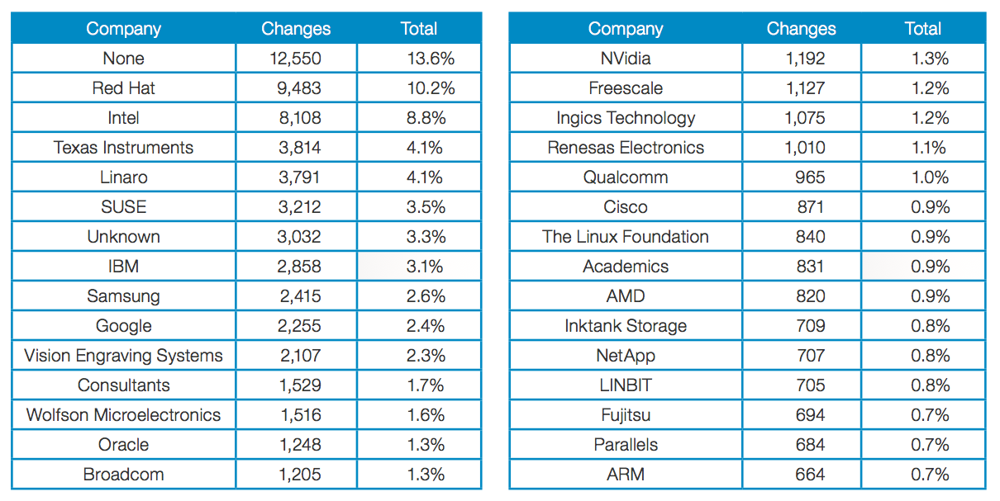 Company Changes Total
None 12,550 13.6%
Red Hat 9,483 10.2%
Intel 8,108 8.8%
Texas Instruments 3,814 4.1%
Linaro 3,791 4.1%
SUSE 3,212 3.5%
Unknown 3,032 3.3%
IBM 2,858 3.1%
Samsung 2,415 2.6%
Google 2,255 2.4%
Vision Engraving Systems 2,107 2.3%
Consultants 1,529 1.7%
Wolfson Microelectronics 1,516 1.6%
Oracle 1,248 1.3%
Broadcom 1,205 1.3%
Company Changes Total
NVidia 1,192 1.3%
Freescale 1,127 1.2%
Ingics Technology 1,075 1.2%
Renesas Electronics 1,010 1.1%
Qualcomm 965 1.0%
Cisco 871 0.9%
The Linux Foundation 840 0.9%
Academics 831 0.9%
AMD 820 0.9%
Inktank Storage 709 0.8%
NetApp 707 0.8%
LINBIT 705 0.8%
Fujitsu 694 0.7%
Parallels 684 0.7%
ARM 664 0.7%